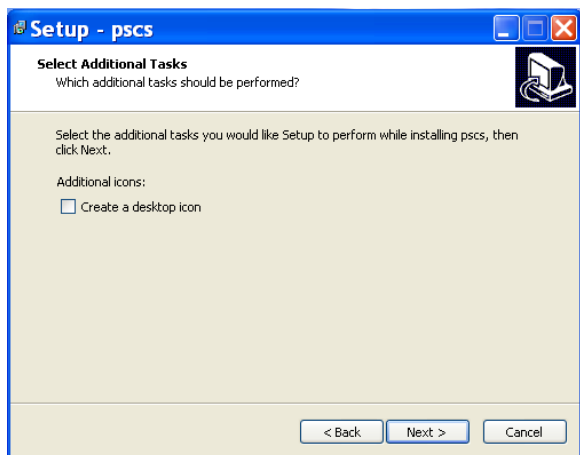 Setup - pscs
Select Additional Tasks
Which additional tasks should be performed?
Select the additional tasks you would like Setup to perform while installing pscs, then
click Next.
Additional icons:
Create a desktop icon
< Back Next > Cancel